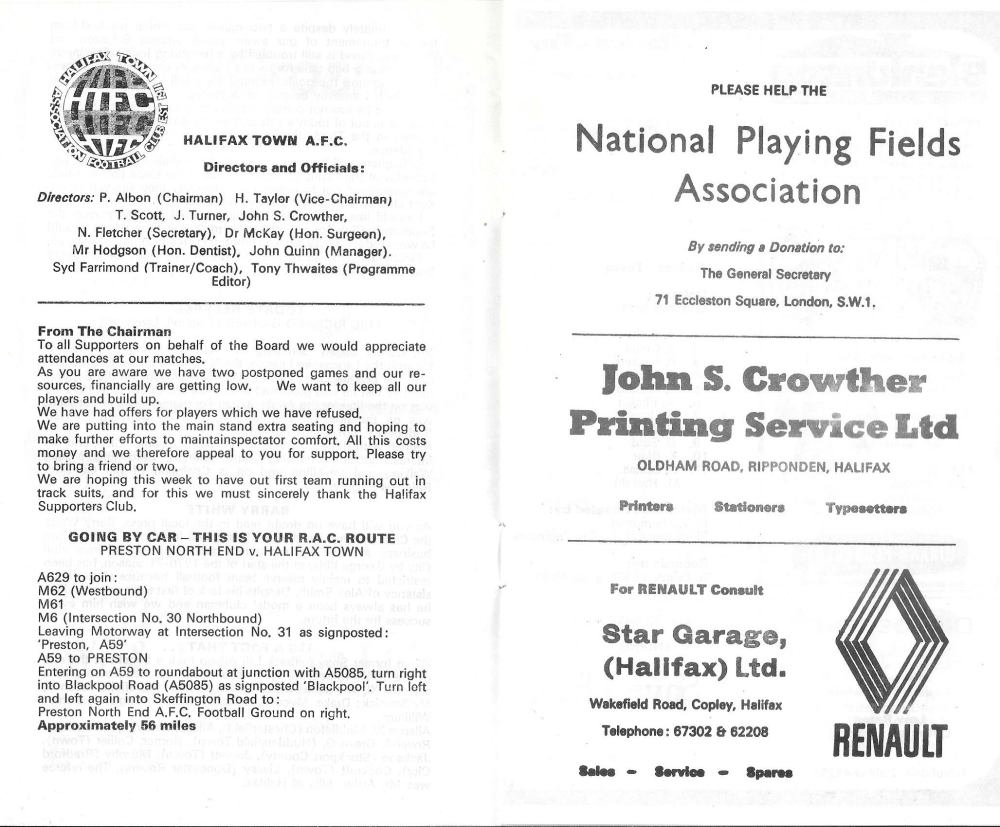 HALIFAX TOWN
ASSOCIATION FOOTBALL CLUB
HTFC
HALIFAX TOWN A.F.C.
Directors and Officials:
Directors: P. Albon (Chairman) H. Taylor (Vice-Chairman)
T. Scott, J. Turner, John S. Crowther,
N. Fletcher (Secretary), Dr McKay (Hon. Surgeon),
Mr Hodgson (Hon. Dentist), John Quinn (Manager).
Syd Farrimond (Trainer/Coach), Tony Thwaites (Programme
Editor)
From The Chairman
To all Supporters on behalf of the Board we would appreciate
attendances at our matches.
As you are aware we have two postponed games and our re-
sources, financially are getting low. We want to keep all our
players and build up.
We have had offers for players which we have refused.
We are putting into the main stand extra seating and hoping to
make further efforts to maintainspectator comfort. All this costs
money and we therefore appeal to you for support. Please try
to bring a friend or two.
We are hoping this week to have out first team running out in
track suits, and for this we must sincerely thank the Halifax
Supporters Club.
GOING BY CAR – THIS IS YOUR R.A.C. ROUTE
PRESTON NORTH END v. HALIFAX TOWN
A629 to join:
M62 (Westbound)
M61
M6 (Intersection No. 30 Northbound)
Leaving Motorway at Intersection No. 31 as signposted:
'Preston, A59'
A59 to PRESTON
Entering on A59 to roundabout at junction with A5085, turn right
into Blackpool Road (A5085) as signposted 'Blackpool'. Turn left
and left again into Skeffington Road to:
Preston North End A.F.C. Football Ground on right.
Approximately 56 miles
PLEASE HELP THE
National Playing Fields
Association
By sending a Donation to:
The General Secretary
71 Eccleston Square, London, S.W.1.
John S. Crowther
Printing Service Ltd
OLDHAM ROAD, RIPPONDEN, HALIFAX
Printers Stationers Typesetters
For RENAULT Consult
Star Garage,
(Halifax) Ltd.
Wakefield Road, Copley, Halifax
Telephone: 67302 & 62208
Sales – Service – Spares
RENAULT